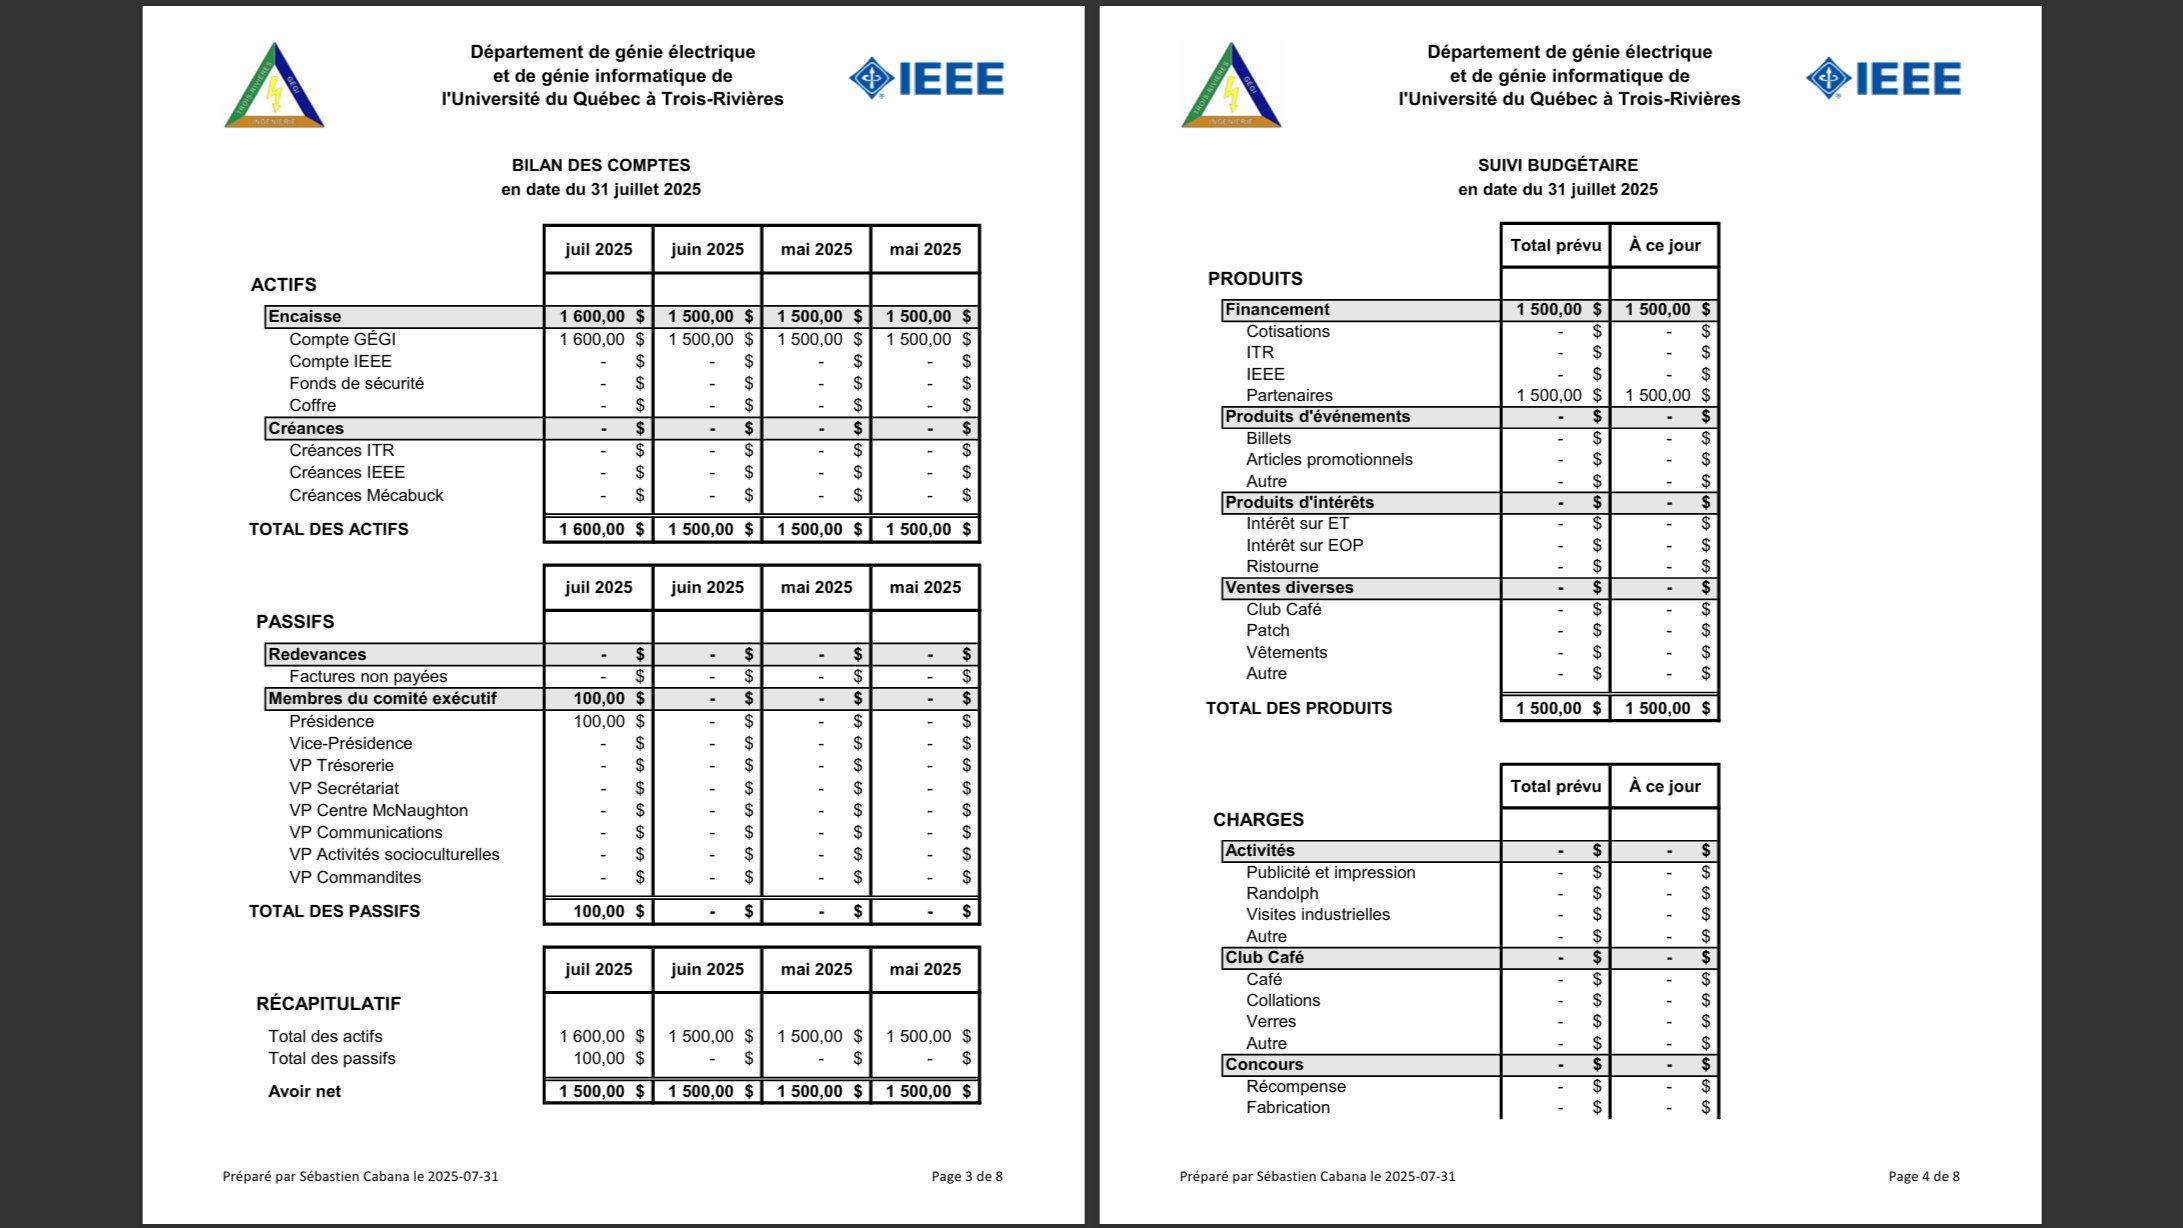 TROIS-RIVIÈRES
GÉGI
INGÉNIERIE
Département de génie électrique
et de génie informatique de
l'Université du Québec à Trois-Rivières
IEEE
BILAN DES COMPTES
en date du 31 juillet 2025
juil 2025 juin 2025 mai 2025 mai 2025
ACTIFS
Encaisse 1 600,00 $ 1 500,00 $ 1 500,00 $ 1 500,00 $
Compte GÉGI 1 600,00 $ 1 500,00 $ 1 500,00 $ 1 500,00 $
Compte IEEE - $ - $ - $ - $
Fonds de sécurité - $ - $ - $ - $
Coffre - $ - $ - $ - $
Créances - $ - $ - $ - $
Créances ITR - $ - $ - $ - $
Créances IEEE - $ - $ - $ - $
Créances Mécabuck - $ - $ - $ - $
TOTAL DES ACTIFS 1 600,00 $ 1 500,00 $ 1 500,00 $ 1 500,00 $
juil 2025 juin 2025 mai 2025 mai 2025
PASSIFS
Redevances - $ - $ - $ - $
Factures non payées - $ - $ - $ - $
Membres du comité exécutif 100,00 $ - $ - $ - $
Présidence 100,00 $ - $ - $ - $
Vice-Présidence - $ - $ - $ - $
VP Trésorerie - $ - $ - $ - $
VP Secrétariat - $ - $ - $ - $
VP Centre McNaughton - $ - $ - $ - $
VP Communications - $ - $ - $ - $
VP Activités socioculturelles - $ - $ - $ - $
VP Commandites - $ - $ - $ - $
TOTAL DES PASSIFS 100,00 $ - $ - $ - $
juil 2025 juin 2025 mai 2025 mai 2025
RÉCAPITULATIF
Total des actifs 1 600,00 $ 1 500,00 $ 1 500,00 $ 1 500,00 $
Total des passifs 100,00 $ - $ - $ - $
Avoir net 1 500,00 $ 1 500,00 $ 1 500,00 $ 1 500,00 $
Préparé par Sébastien Cabana le 2025-07-31 Page 3 de 8
TROIS-RIVIÈRES
GÉGI
INGÉNIERIE
Département de génie électrique
et de génie informatique de
l'Université du Québec à Trois-Rivières
IEEE
SUIVI BUDGÉTAIRE
en date du 31 juillet 2025
Total prévu À ce jour
PRODUITS
Financement 1 500,00 $ 1 500,00 $
Cotisations - $ - $
ITR - $ - $
IEEE - $ - $
Partenaires 1 500,00 $ 1 500,00 $
Produits d'événements - $ - $
Billets - $ - $
Articles promotionnels - $ - $
Autre - $ - $
Produits d'intérêts - $ - $
Intérêt sur ET - $ - $
Intérêt sur EOP - $ - $
Ristourne - $ - $
Ventes diverses - $ - $
Club Café - $ - $
Patch - $ - $
Vêtements - $ - $
Autre - $ - $
TOTAL DES PRODUITS 1 500,00 $ 1 500,00 $
Total prévu À ce jour
CHARGES
Activités - $ - $
Publicité et impression - $ - $
Randolph - $ - $
Visites industrielles - $ - $
Autre - $ - $
Club Café - $ - $
Café - $ - $
Collations - $ - $
Verres - $ - $
Autre - $ - $
Concours - $ - $
Récompense - $ - $
Fabrication - $ - $
Préparé par Sébastien Cabana le 2025-07-31 Page 4 de 8